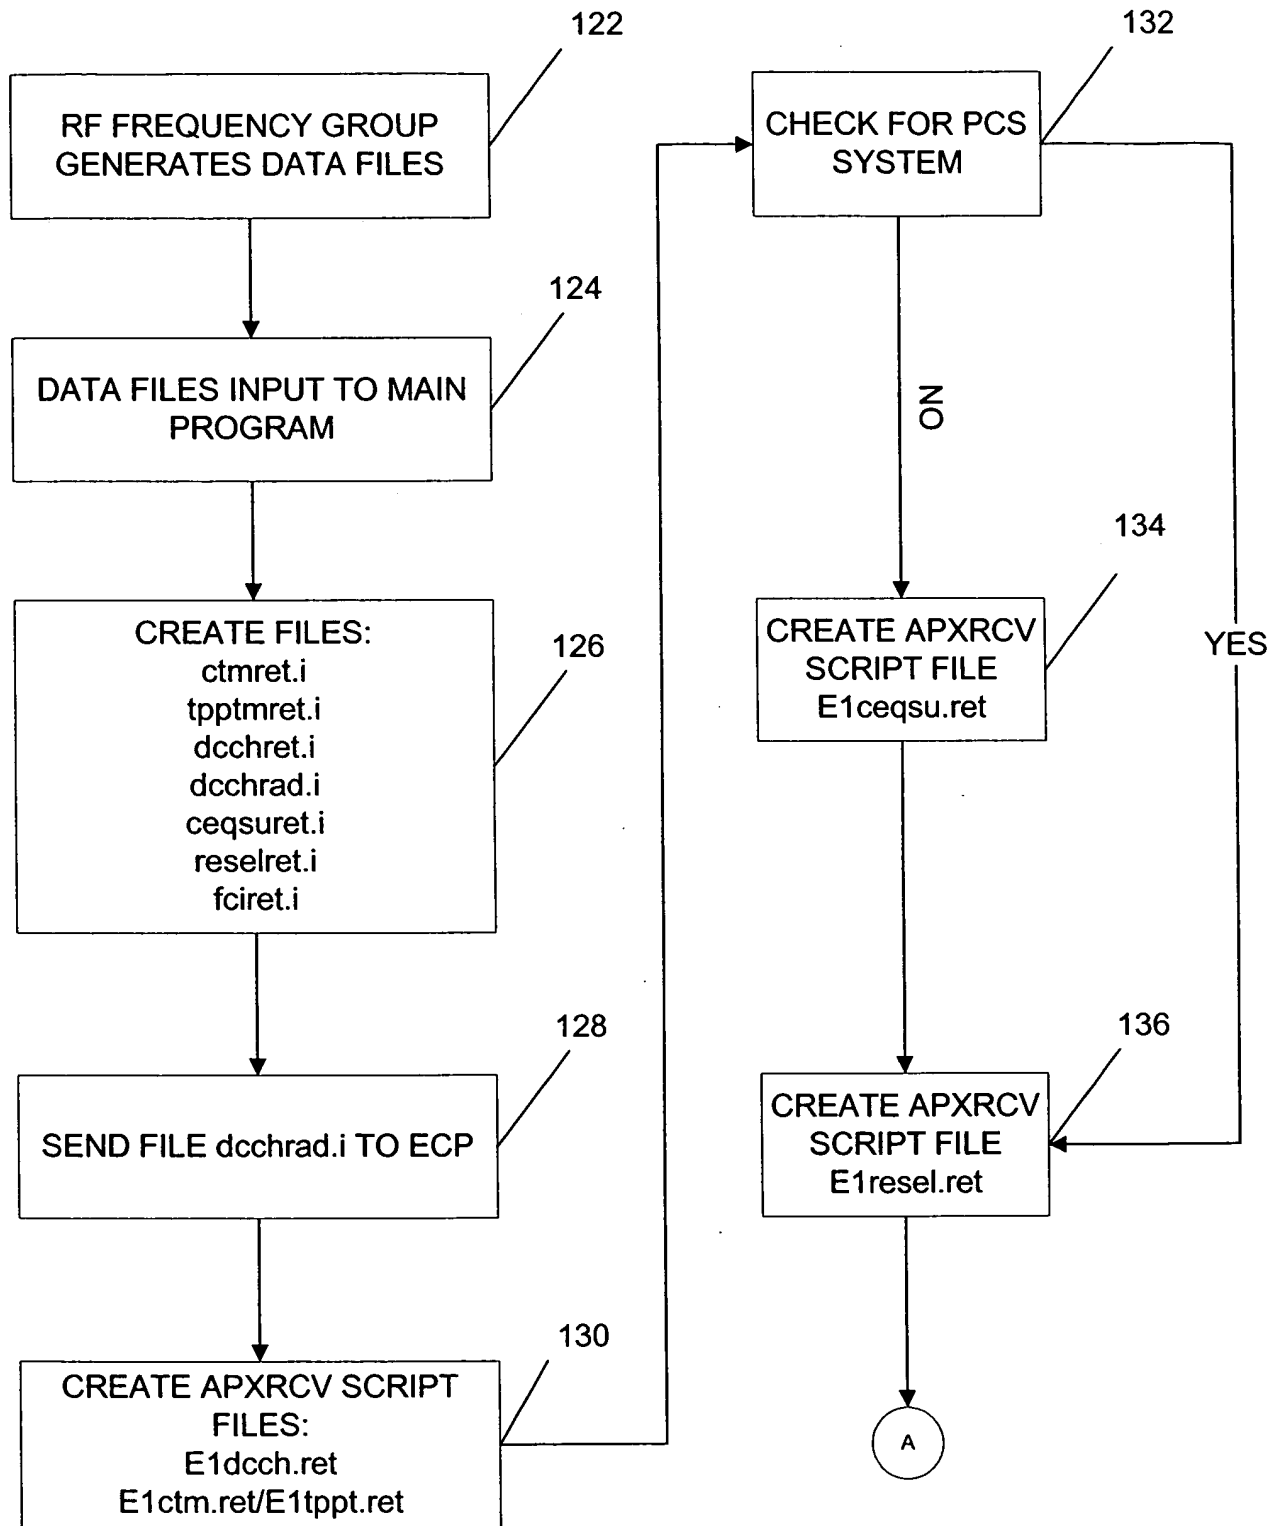 122
RF FREQUENCY GROUP
GENERATES DATA FILES
124
DATA FILES INPUT TO MAIN
PROGRAM
CREATE FILES:
ctmret.i
tpptmret.i
dcchret.i
dcchrad.i
ceqsuret.i
reselret.i
fciret.i
126
128
SEND FILE dcchrad.i TO ECP
130
CREATE APXRCV SCRIPT
FILES:
E1dcch.ret
E1ctm.ret/E1tppt.ret
132
CHECK FOR PCS
SYSTEM
NO
YES
134
CREATE APXRCV
SCRIPT FILE
E1ceqsu.ret
136
CREATE APXRCV
SCRIPT FILE
E1resel.ret
A